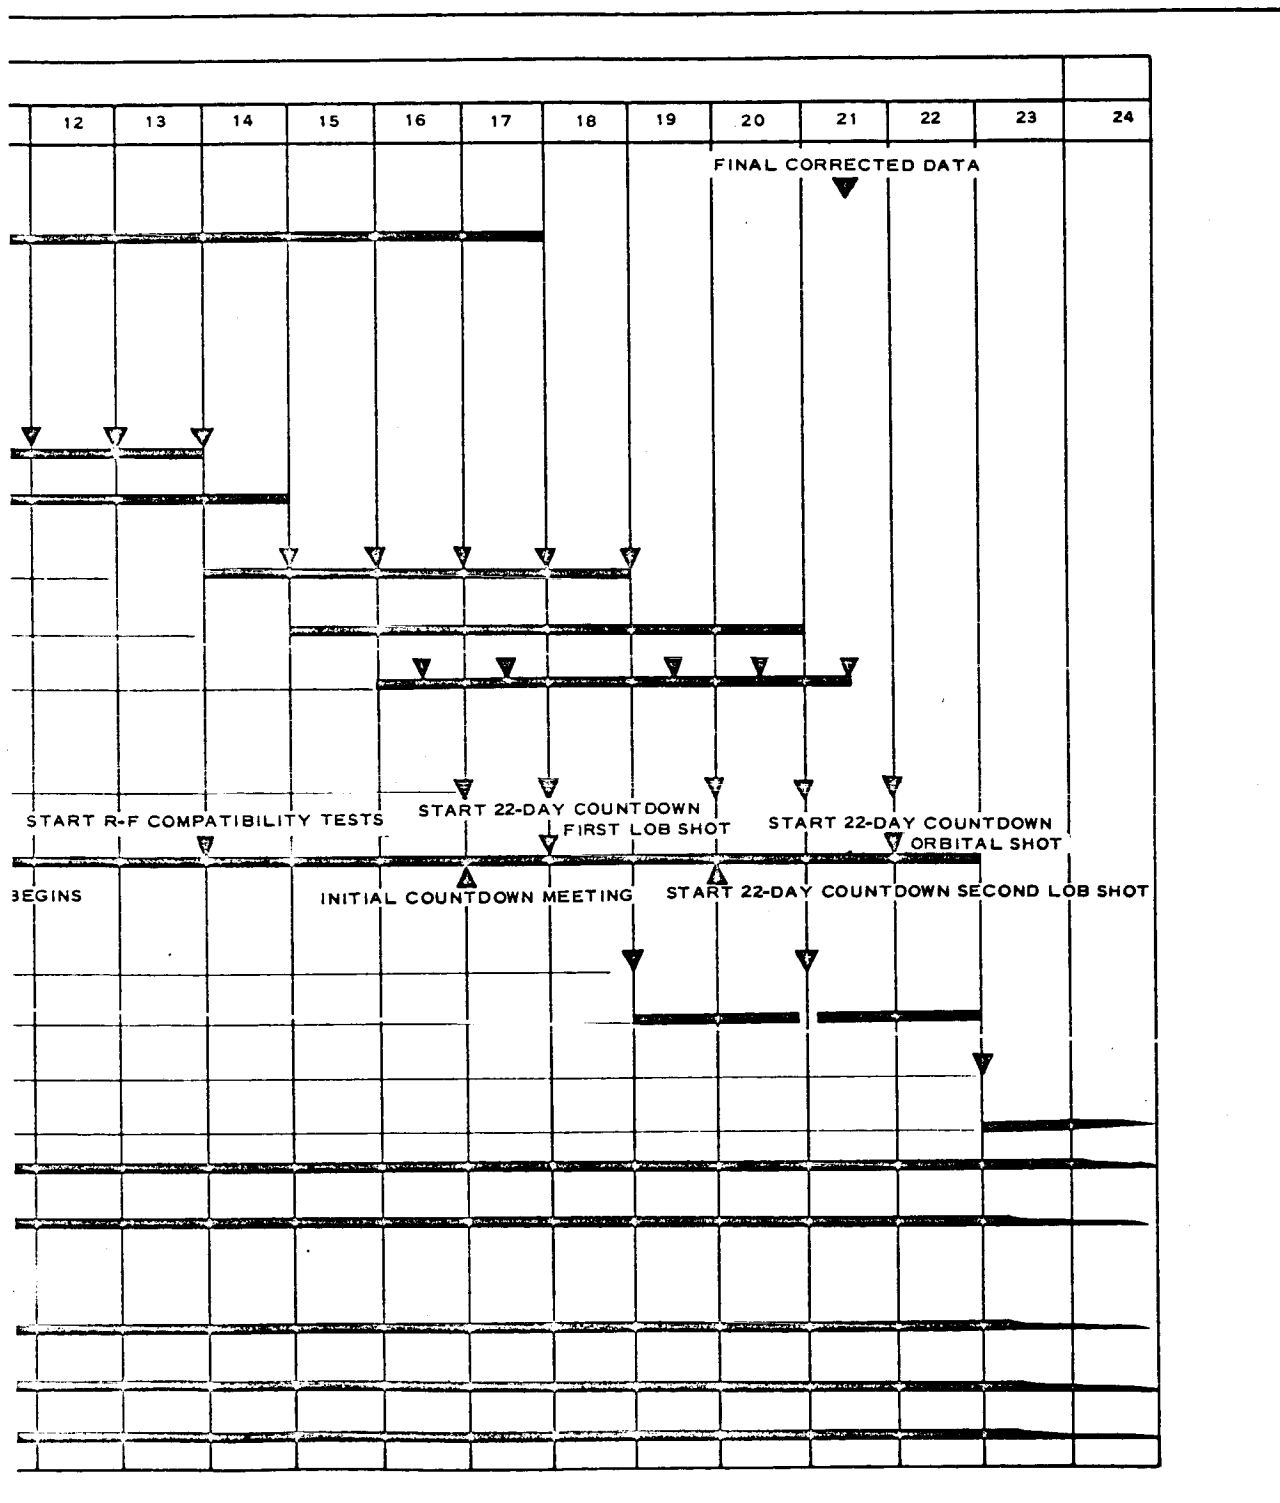 12 13 14 15 16 17 18 19 20 21 22 23 24
FINAL CORRECTED DATA
START 22-DAY COUNTDOWN
FIRST LOB SHOT
START R-F COMPATIBILITY TESTS
START 22-DAY COUNTDOWN
ORBITAL SHOT
BEGINS
INITIAL COUNTDOWN MEETING
START 22-DAY COUNTDOWN SECOND LOB SHOT